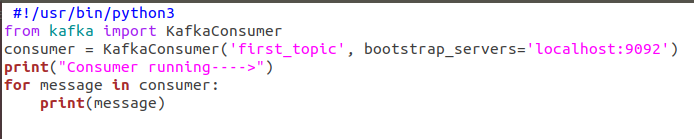 #!/usr/bin/python3
from kafka import KafkaConsumer
consumer = KafkaConsumer('first_topic', bootstrap_servers='localhost:9092')
print("Consumer running---->")
for message in consumer:
    print(message)